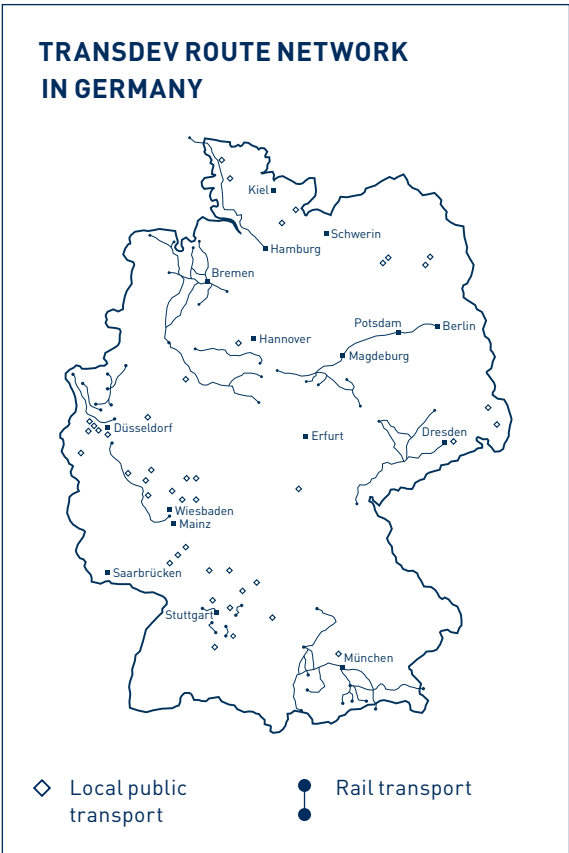 TRANSDEV ROUTE NETWORK
IN GERMANY
Kiel
Schwerin
Hamburg
Bremen
Potsdam
Berlin
Hannover
Magdeburg
Düsseldorf
Erfurt
Dresden
Wiesbaden
Mainz
Saarbrücken
Stuttgart
München
Local public
transport
Rail transport